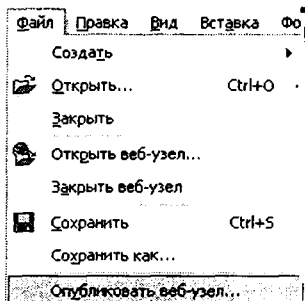 Файл Правка Вид Вставка Фо
Создать
Открыть... Ctrl+O
Закрыть
Открыть веб-узел...
Закрыть веб-узел
Сохранить Ctrl+S
Сохранить как...
Опубликовать веб-узел...